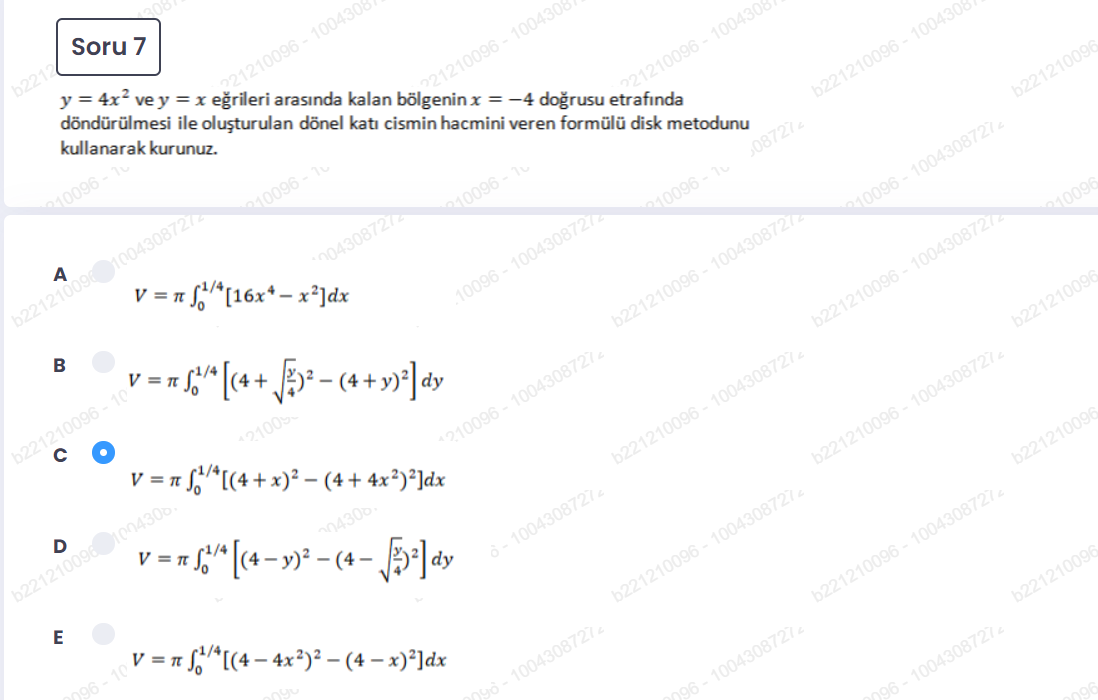 Soru 7
y = 4x² ve y = x eğrileri arasında kalan bölgenin x = −4 doğrusu etrafında
döndürülmesi ile oluşturulan dönel katı cismin hacmini veren formülü disk metodunu
kullanarak kurunuz.
A
V = π ∫₀^{1/4} [16x⁴ − x²]dx
B
V = π ∫₀^{1/4} [(4 + √(y/4))² − (4 + y)²] dy
C
V = π ∫₀^{1/4} [(4 + x)² − (4 + 4x²)²]dx
D
V = π ∫₀^{1/4} [(4 − y)² − (4 − √(y/4))²] dy
E
V = π ∫₀^{1/4} [(4 − 4x²)² − (4 − x)²]dx